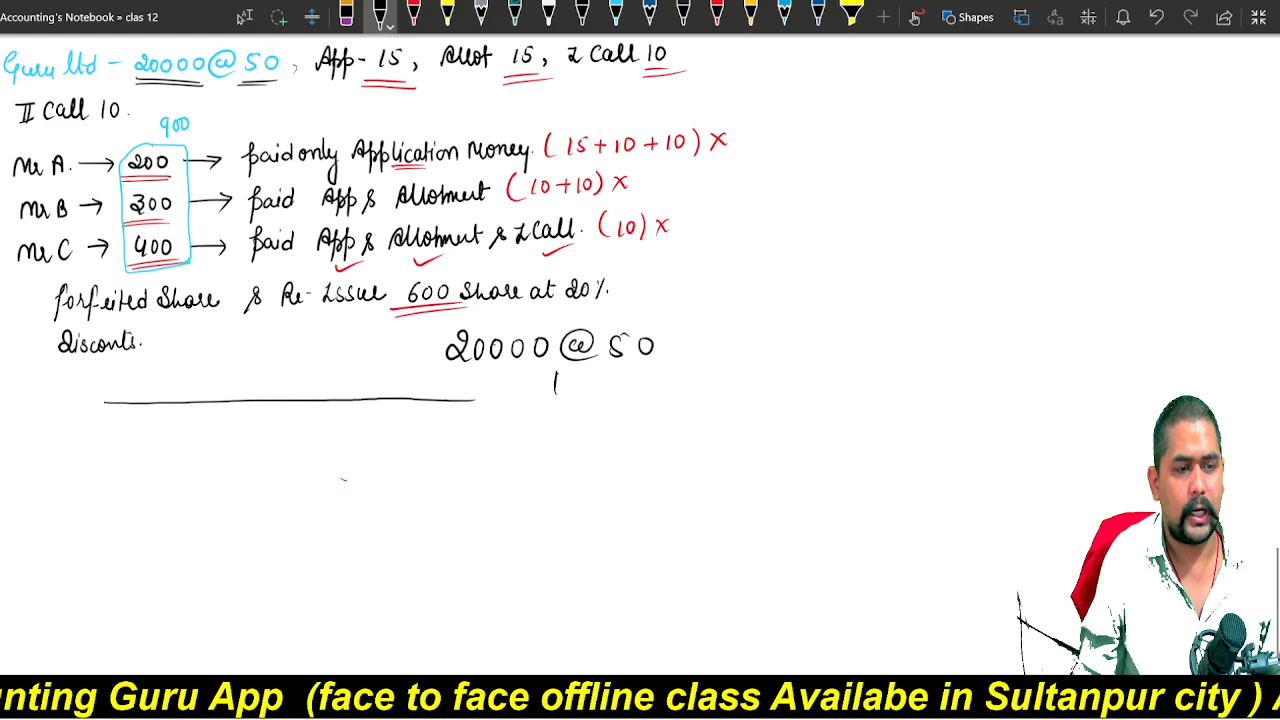 Accounting's Notebook » clas 12
Shapes
Guru ltd - 20000 @ 50, App - 15, Allot 15, I Call 10
II Call 10.
900
Mr A. → 200 → paid only Application Money. (15 + 10 + 10) ×
Mr B → 300 → paid App & Allotment (10 + 10) ×
Mr C → 400 → paid App & Allotment & I Call. (10) ×
forfeited Share & Re-Issue 600 Share at 20%
Disconts.
20000 @ 50
unting Guru App (face to face offline class Availabe in Sultanpur city )